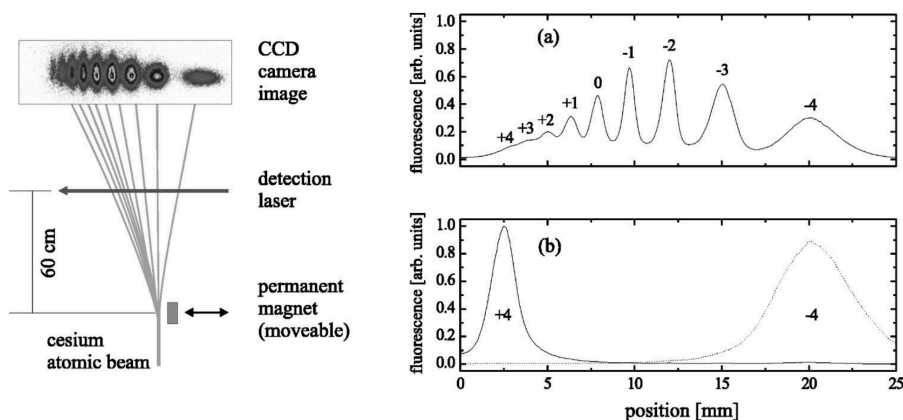 CCD
camera
image
detection
laser
60 cm
permanent
magnet
(moveable)
cesium
atomic beam
fluorescence [arb. units]
1.0
0.8
0.6
0.4
0.2
0.0
(a)
+4
+3
+2
+1
0
-1
-2
-3
-4
fluorescence [arb. units]
1.0
0.8
0.6
0.4
0.2
0.0
(b)
+4
-4
0
5
10
15
20
25
position [mm]